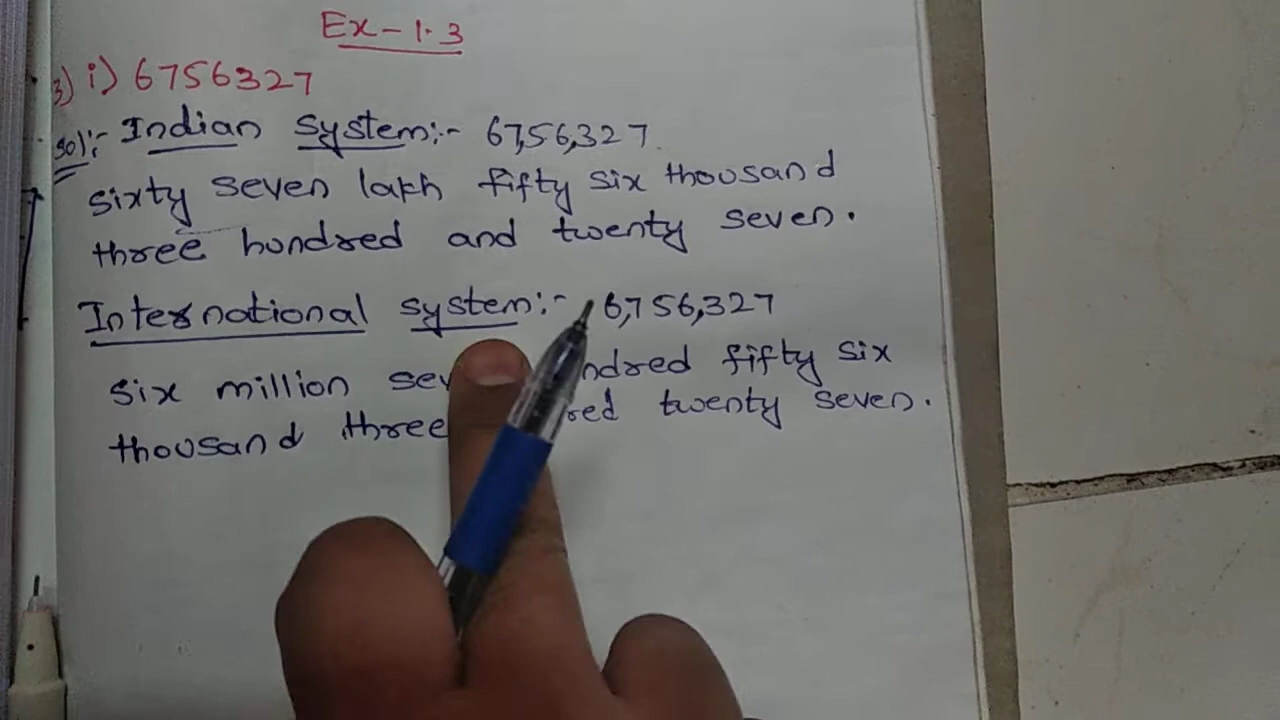 Ex-1.3
3) i) 6756327
Sol:- Indian System:- 67,56,327
sixty seven lakh fifty six thousand
three hundred and twenty seven.
International system:- 6,756,327
six million fifty six
thousand three twenty seven.